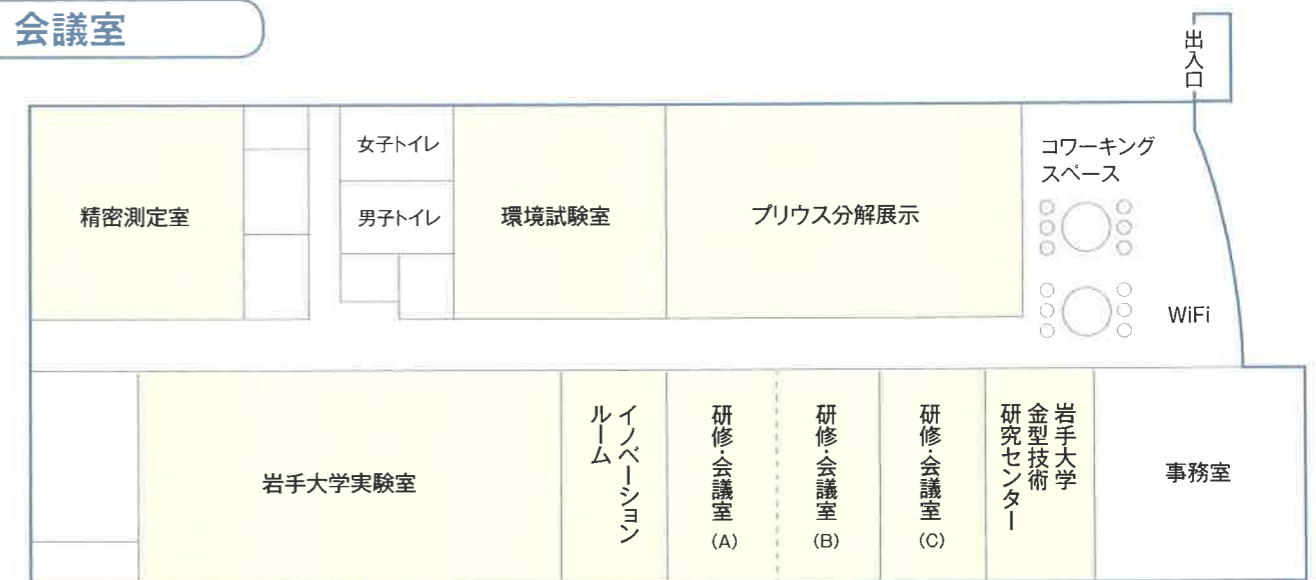 会議室
出入口
女子トイレ
コワーキング
スペース
精密測定室
男子トイレ
環境試験室
プリウス分解展示
WiFi
岩手大学実験室
イノベーション
ルーム
研修・会議室
(A)
研修・会議室
(B)
研修・会議室
(C)
岩手大学
金型技術
研究センター
事務室